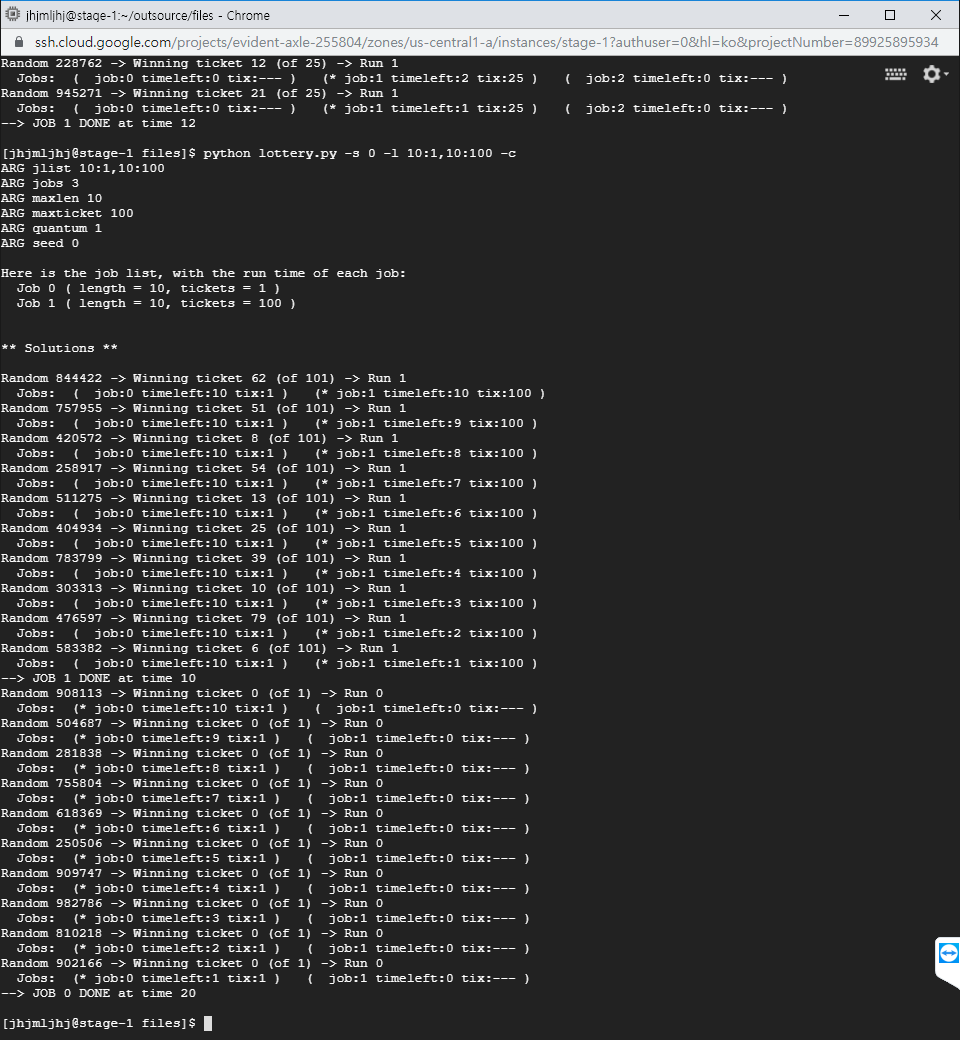 jhjmljhj@stage-1:~/outsource/files - Chrome
ssh.cloud.google.com/projects/evident-axle-255804/zones/us-central1-a/instances/stage-1?authuser=0&hl=ko&projectNumber=89925895934
Random 228762 -> Winning ticket 12 (of 25) -> Run 1
  Jobs:  (  job:0 timeleft:0 tix:--- )   (* job:1 timeleft:2 tix:25 )   (  job:2 timeleft:0 tix:--- )
Random 945271 -> Winning ticket 21 (of 25) -> Run 1
  Jobs:  (  job:0 timeleft:0 tix:--- )   (* job:1 timeleft:1 tix:25 )   (  job:2 timeleft:0 tix:--- )
--> JOB 1 DONE at time 12
[jhjmljhj@stage-1 files]$ python lottery.py -s 0 -l 10:1,10:100 -c
ARG jlist 10:1,10:100
ARG jobs 3
ARG maxlen 10
ARG maxticket 100
ARG quantum 1
ARG seed 0
Here is the job list, with the run time of each job:
  Job 0 ( length = 10, tickets = 1 )
  Job 1 ( length = 10, tickets = 100 )
** Solutions **
Random 844422 -> Winning ticket 62 (of 101) -> Run 1
  Jobs:  (  job:0 timeleft:10 tix:1 )   (* job:1 timeleft:10 tix:100 )
Random 757955 -> Winning ticket 51 (of 101) -> Run 1
  Jobs:  (  job:0 timeleft:10 tix:1 )   (* job:1 timeleft:9 tix:100 )
Random 420572 -> Winning ticket 8 (of 101) -> Run 1
  Jobs:  (  job:0 timeleft:10 tix:1 )   (* job:1 timeleft:8 tix:100 )
Random 258917 -> Winning ticket 54 (of 101) -> Run 1
  Jobs:  (  job:0 timeleft:10 tix:1 )   (* job:1 timeleft:7 tix:100 )
Random 511275 -> Winning ticket 13 (of 101) -> Run 1
  Jobs:  (  job:0 timeleft:10 tix:1 )   (* job:1 timeleft:6 tix:100 )
Random 404934 -> Winning ticket 25 (of 101) -> Run 1
  Jobs:  (  job:0 timeleft:10 tix:1 )   (* job:1 timeleft:5 tix:100 )
Random 783799 -> Winning ticket 39 (of 101) -> Run 1
  Jobs:  (  job:0 timeleft:10 tix:1 )   (* job:1 timeleft:4 tix:100 )
Random 303313 -> Winning ticket 10 (of 101) -> Run 1
  Jobs:  (  job:0 timeleft:10 tix:1 )   (* job:1 timeleft:3 tix:100 )
Random 476597 -> Winning ticket 79 (of 101) -> Run 1
  Jobs:  (  job:0 timeleft:10 tix:1 )   (* job:1 timeleft:2 tix:100 )
Random 583382 -> Winning ticket 6 (of 101) -> Run 1
  Jobs:  (  job:0 timeleft:10 tix:1 )   (* job:1 timeleft:1 tix:100 )
--> JOB 1 DONE at time 10
Random 908113 -> Winning ticket 0 (of 1) -> Run 0
  Jobs:  (* job:0 timeleft:10 tix:1 )   (  job:1 timeleft:0 tix:--- )
Random 504687 -> Winning ticket 0 (of 1) -> Run 0
  Jobs:  (* job:0 timeleft:9 tix:1 )   (  job:1 timeleft:0 tix:--- )
Random 281838 -> Winning ticket 0 (of 1) -> Run 0
  Jobs:  (* job:0 timeleft:8 tix:1 )   (  job:1 timeleft:0 tix:--- )
Random 755804 -> Winning ticket 0 (of 1) -> Run 0
  Jobs:  (* job:0 timeleft:7 tix:1 )   (  job:1 timeleft:0 tix:--- )
Random 618369 -> Winning ticket 0 (of 1) -> Run 0
  Jobs:  (* job:0 timeleft:6 tix:1 )   (  job:1 timeleft:0 tix:--- )
Random 250506 -> Winning ticket 0 (of 1) -> Run 0
  Jobs:  (* job:0 timeleft:5 tix:1 )   (  job:1 timeleft:0 tix:--- )
Random 909747 -> Winning ticket 0 (of 1) -> Run 0
  Jobs:  (* job:0 timeleft:4 tix:1 )   (  job:1 timeleft:0 tix:--- )
Random 982786 -> Winning ticket 0 (of 1) -> Run 0
  Jobs:  (* job:0 timeleft:3 tix:1 )   (  job:1 timeleft:0 tix:--- )
Random 810218 -> Winning ticket 0 (of 1) -> Run 0
  Jobs:  (* job:0 timeleft:2 tix:1 )   (  job:1 timeleft:0 tix:--- )
Random 902166 -> Winning ticket 0 (of 1) -> Run 0
  Jobs:  (* job:0 timeleft:1 tix:1 )   (  job:1 timeleft:0 tix:--- )
--> JOB 0 DONE at time 20
[jhjmljhj@stage-1 files]$